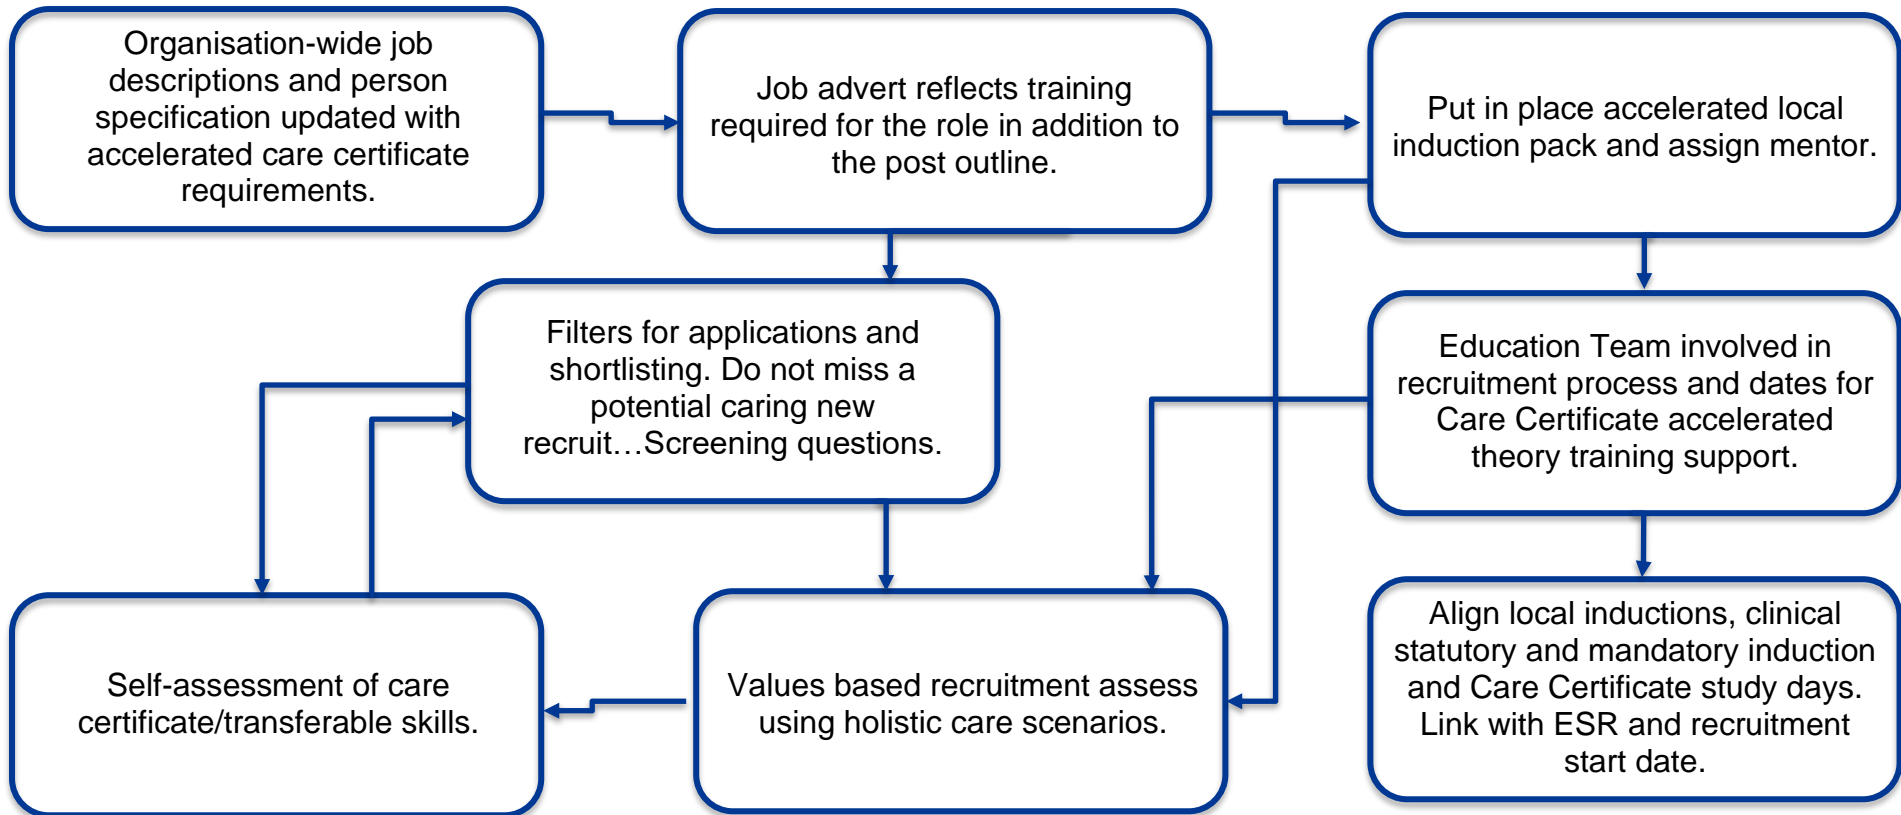 Organisation-wide job
descriptions and person
specification updated with
accelerated care certificate
requirements.
Job advert reflects training
required for the role in addition to
the post outline.
Put in place accelerated local
induction pack and assign mentor.
Filters for applications and
shortlisting. Do not miss a
potential caring new
recruit…Screening questions.
Education Team involved in
recruitment process and dates for
Care Certificate accelerated
theory training support.
Self-assessment of care
certificate/transferable skills.
Values based recruitment assess
using holistic care scenarios.
Align local inductions, clinical
statutory and mandatory induction
and Care Certificate study days.
Link with ESR and recruitment
start date.